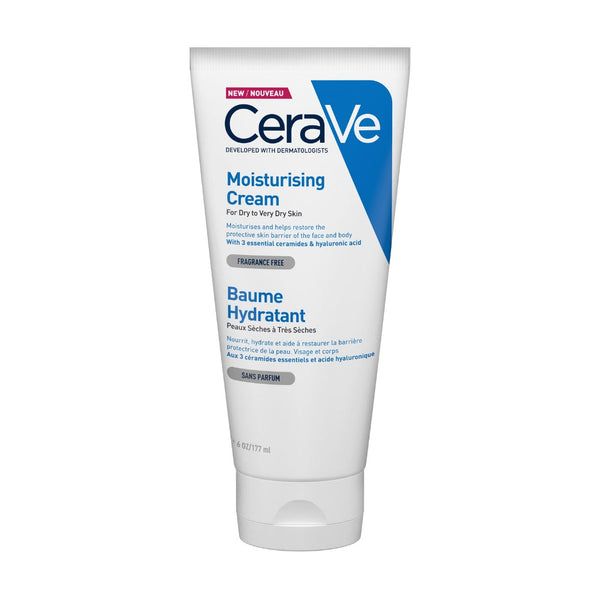 NEW / NOUVEAU
CeraVe
DEVELOPED WITH DERMATOLOGISTS
Moisturising
Cream
For Dry to Very Dry Skin
Moisturises and helps restore the
protective skin barrier of the face and body
With 3 essential ceramides & hyaluronic acid
FRAGRANCE FREE
Baume
Hydratant
Peaux Sèches à Très Sèches
Nourrit, hydrate et aide à restaurer la barrière
protectrice de la peau. Visage et corps
Aux 3 céramides essentiels et acide hyaluronique
SANS PARFUM
6 OZ/177 ml